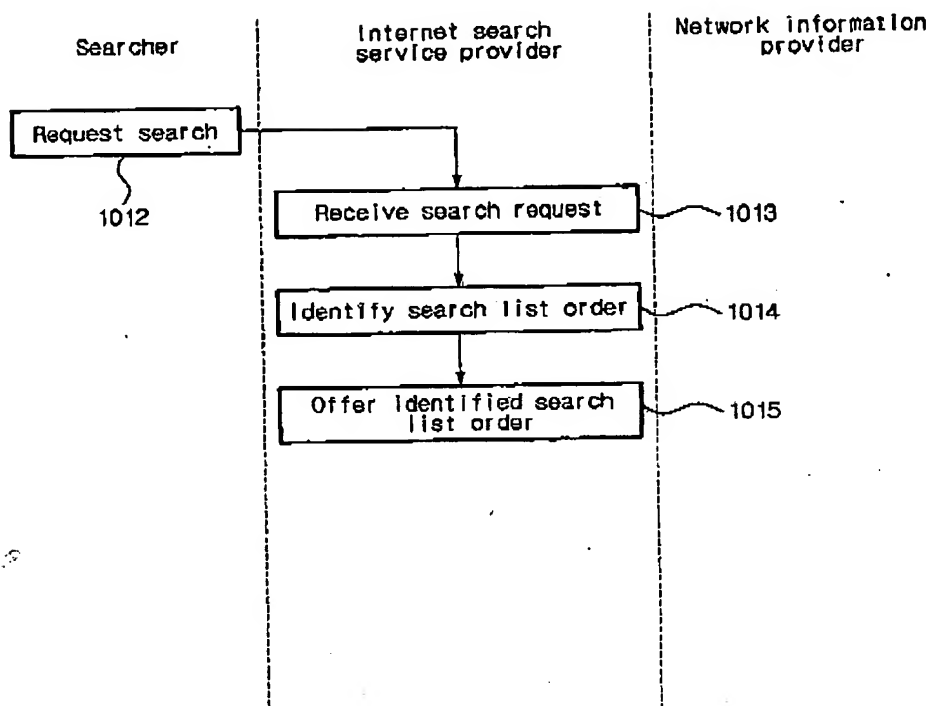 Searcher
Internet search
service provider
Network information
provider
Request search
1012
Receive search request
1013
Identify search list order
1014
Offer identified search
list order
1015